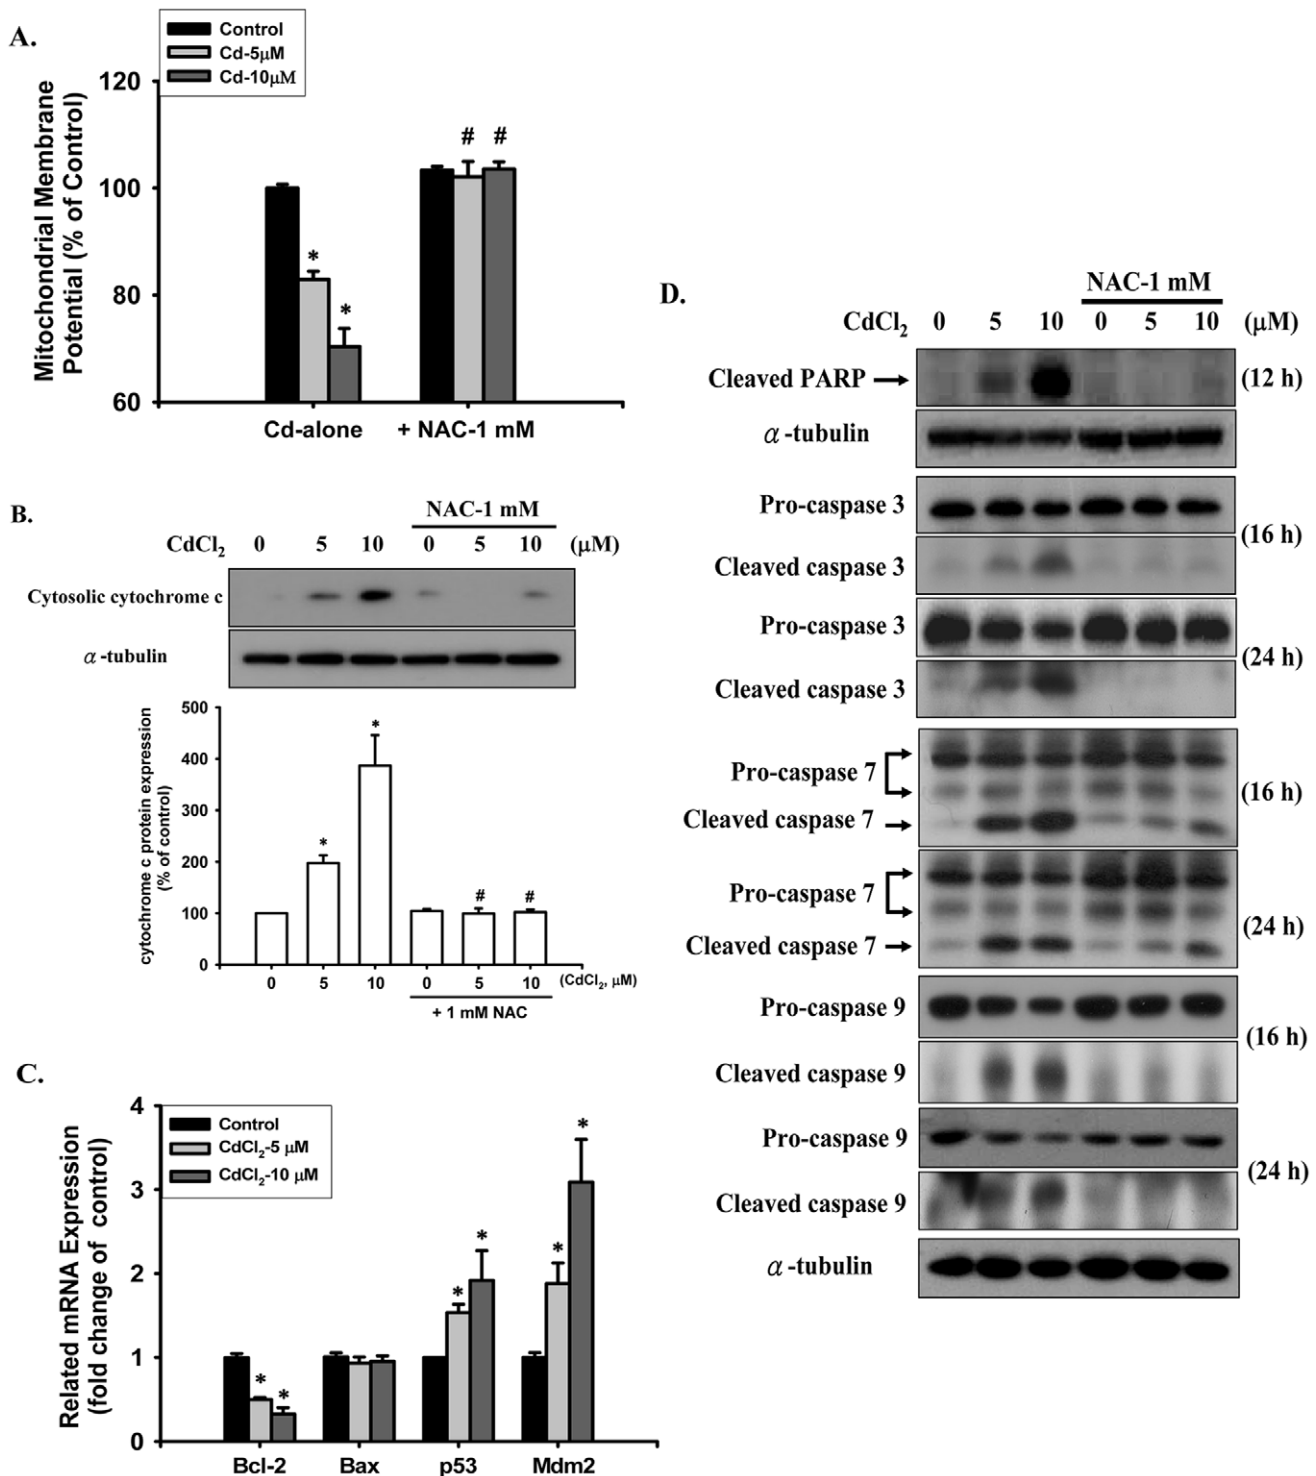 A.
Control
Cd-5μM
Cd-10μM
Mitochondrial Membrane
Potential (% of Control)
120
100
80
60
*
*
# #
Cd-alone + NAC-1 mM
B.
NAC-1 mM
CdCl2 0 5 10 0 5 10 (μM)
Cytosolic cytochrome c
α-tubulin
cytochrome c protein expression
(% of control)
500
400
300
200
100
0
*
*
# #
0 5 10 0 5 10 (CdCl2, μM)
+ 1 mM NAC
C.
Control
CdCl2-5 μM
CdCl2-10 μM
Related mRNA Expression
(fold change of control)
4
3
2
1
0
* *
* *
* *
Bcl-2 Bax p53 Mdm2
D.
NAC-1 mM
CdCl2 0 5 10 0 5 10 (μM)
Cleaved PARP (12 h)
α-tubulin
Pro-caspase 3
(16 h)
Cleaved caspase 3
Pro-caspase 3
(24 h)
Cleaved caspase 3
Pro-caspase 7
(16 h)
Cleaved caspase 7
Pro-caspase 7
(24 h)
Cleaved caspase 7
Pro-caspase 9
(16 h)
Cleaved caspase 9
Pro-caspase 9
(24 h)
Cleaved caspase 9
α-tubulin